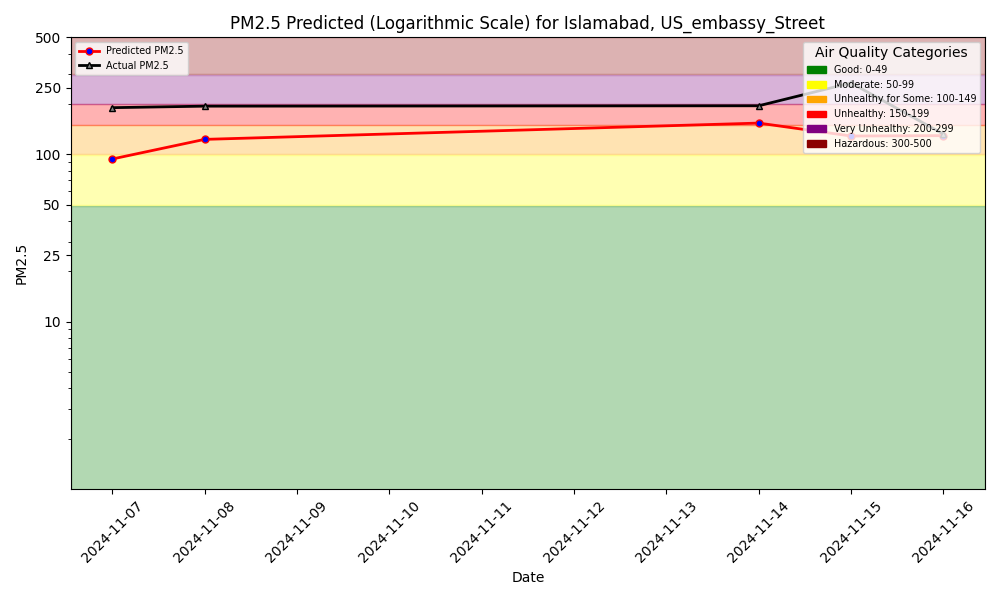 PM2.5 Predicted (Logarithmic Scale) for Islamabad, US_embassy_Street
Predicted PM2.5
Actual PM2.5
Air Quality Categories
Good: 0-49
Moderate: 50-99
Unhealthy for Some: 100-149
Unhealthy: 150-199
Very Unhealthy: 200-299
Hazardous: 300-500
PM2.5
500
250
100
50
25
10
2024-11-07
2024-11-08
2024-11-09
2024-11-10
2024-11-11
2024-11-12
2024-11-13
2024-11-14
2024-11-15
2024-11-16
Date